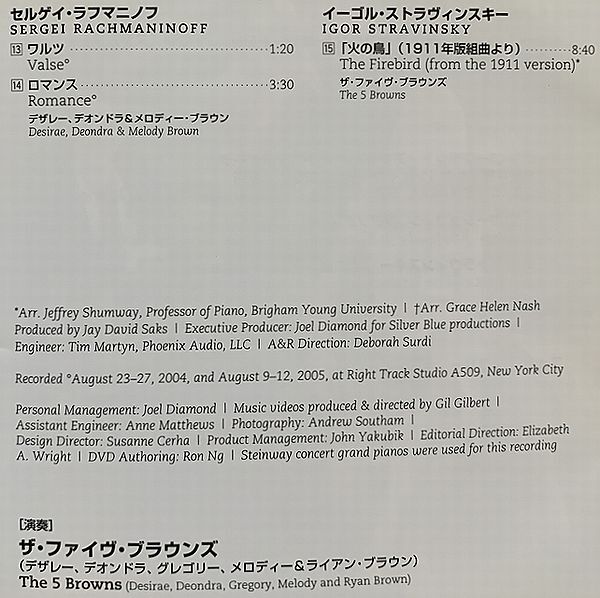 セルゲイ・ラフマニノフ
SERGEI RACHMANINOFF
13 ワルツ ・・・・・・・・・・・・・・・・・・・・・・・・・・・・・・ 1:20
Valse°
14 ロマンス ・・・・・・・・・・・・・・・・・・・・・・・・・・・ 3:30
Romance°
デザレー、デオンドラ&メロディー・ブラウン
Desirae, Deondra & Melody Brown
イーゴル・ストラヴィンスキー
IGOR STRAVINSKY
15 「火の鳥」(1911年版組曲より) ・・・・・・・・ 8:40
The Firebird (from the 1911 version)*
ザ・ファイヴ・ブラウンズ
The 5 Browns
*Arr. Jeffrey Shumway, Professor of Piano, Brigham Young University | †Arr. Grace Helen Nash
Produced by Jay David Saks | Executive Producer: Joel Diamond for Silver Blue productions |
Engineer: Tim Martyn, Phoenix Audio, LLC | A&R Direction: Deborah Surdi
Recorded °August 23–27, 2004, and August 9–12, 2005, at Right Track Studio A509, New York City
Personal Management: Joel Diamond | Music videos produced & directed by Gil Gilbert |
Assistant Engineer: Anne Matthews | Photography: Andrew Southam |
Design Director: Susanne Cerha | Product Management: John Yakubik | Editorial Direction: Elizabeth
A. Wright | DVD Authoring: Ron Ng | Steinway concert grand pianos were used for this recording
[演奏]
ザ・ファイヴ・ブラウンズ
(デザレー、デオンドラ、グレゴリー、メロディー&ライアン・ブラウン)
The 5 Browns (Desirae, Deondra, Gregory, Melody and Ryan Brown)